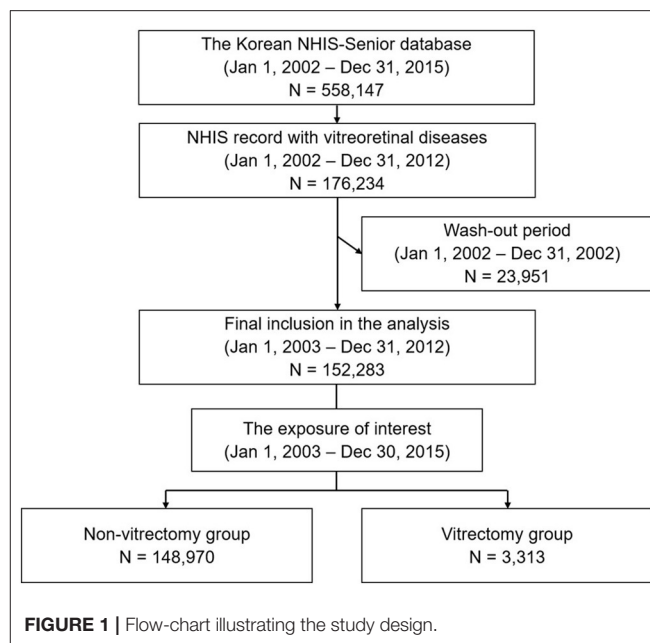 The Korean NHIS-Senior database
(Jan 1, 2002 – Dec 31, 2015)
N = 558,147
NHIS record with vitreoretinal diseases
(Jan 1, 2002 – Dec 31, 2012)
N = 176,234
Wash-out period
(Jan 1, 2002 – Dec 31, 2002)
N = 23,951
Final inclusion in the analysis
(Jan 1, 2003 – Dec 31, 2012)
N = 152,283
The exposure of interest
(Jan 1, 2003 – Dec 30, 2015)
Non-vitrectomy group
N = 148,970
Vitrectomy group
N = 3,313
FIGURE 1 | Flow-chart illustrating the study design.